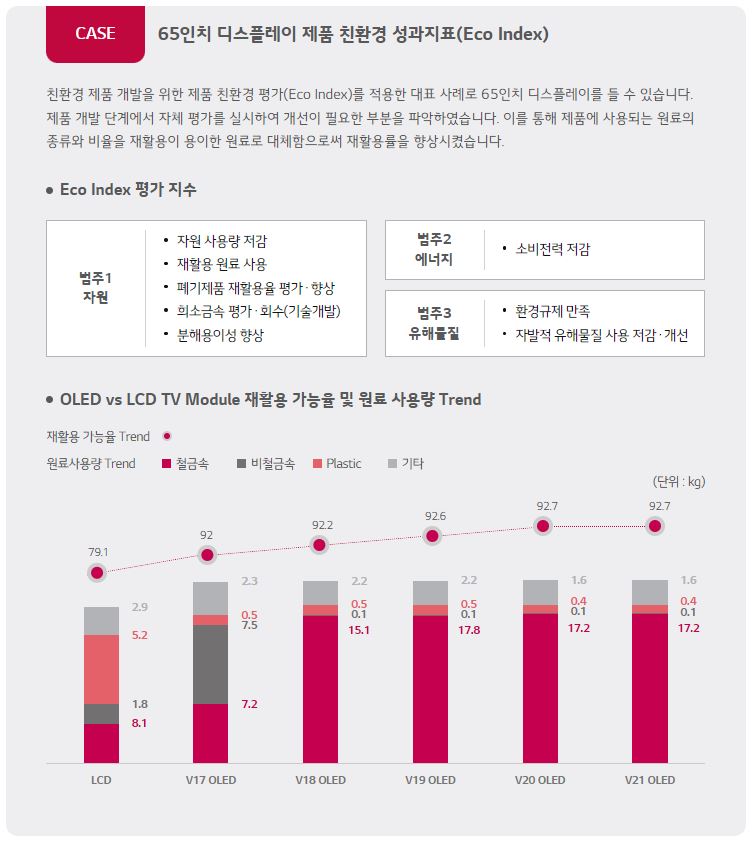 CASE
65인치 디스플레이 제품 친환경 성과지표(Eco Index)
친환경 제품 개발을 위한 제품 친환경 평가(Eco Index)를 적용한 대표 사례로 65인치 디스플레이를 들 수 있습니다.
제품 개발 단계에서 자체 평가를 실시하여 개선이 필요한 부분을 파악하였습니다. 이를 통해 제품에 사용되는 원료의
종류와 비율을 재활용이 용이한 원료로 대체함으로써 재활용률을 향상시켰습니다.
• Eco Index 평가 지수
범주1
자원
• 자원 사용량 저감
• 재활용 원료 사용
• 폐기제품 재활용율 평가·향상
• 희소금속 평가·회수(기술개발)
• 분해용이성 향상
범주2
에너지
• 소비전력 저감
범주3
유해물질
• 환경규제 만족
• 자발적 유해물질 사용 저감·개선
• OLED vs LCD TV Module 재활용 가능율 및 원료 사용량 Trend
재활용 가능율 Trend
원료사용량 Trend 철금속 비철금속 Plastic 기타
(단위 : kg)
79.1 92 92.2 92.6 92.7 92.7
2.9 2.3 2.2 2.2 1.6 1.6
5.2 0.5 0.5 0.5 0.4 0.4
1.8 7.5 0.1 0.1 0.1 0.1
8.1 7.2 15.1 17.8 17.2 17.2
LCD V17 OLED V18 OLED V19 OLED V20 OLED V21 OLED